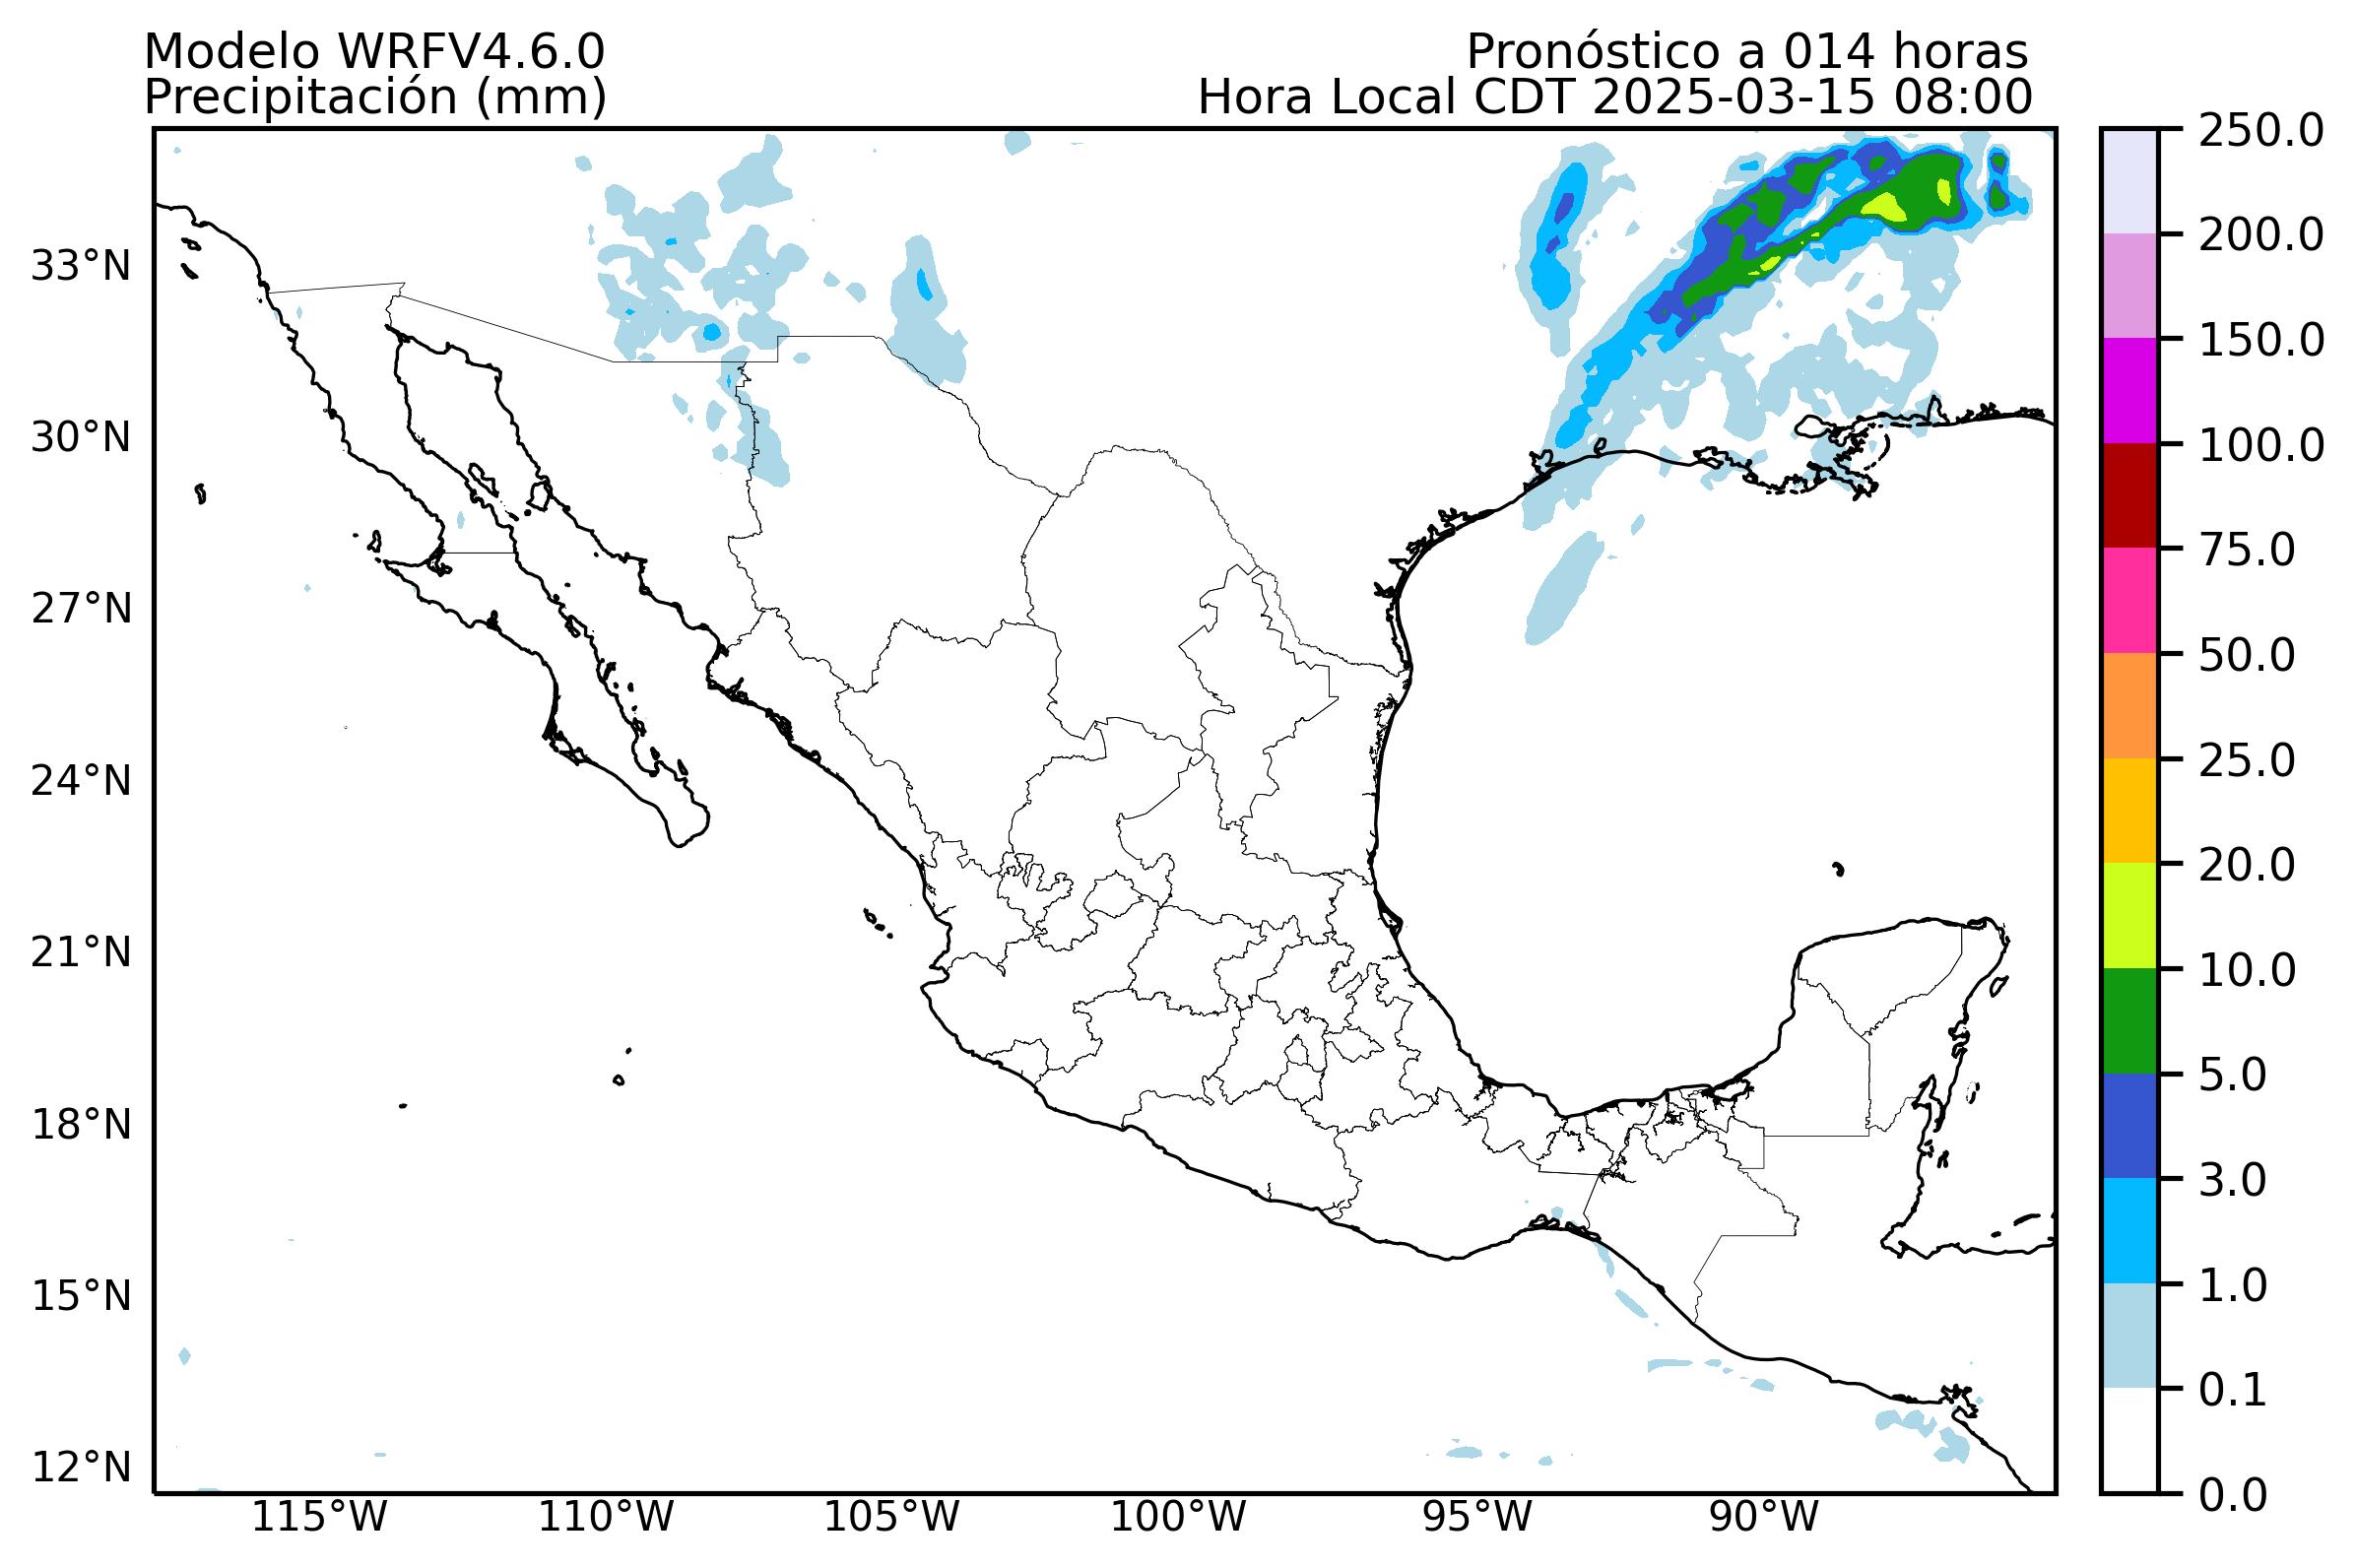 Modelo WRFV4.6.0
Precipitación (mm)
Pronóstico a 014 horas
Hora Local CDT 2025-03-15 08:00
33°N
30°N
27°N
24°N
21°N
18°N
15°N
12°N
115°W
110°W
105°W
100°W
95°W
90°W
250.0
200.0
150.0
100.0
75.0
50.0
25.0
20.0
10.0
5.0
3.0
1.0
0.1
0.0